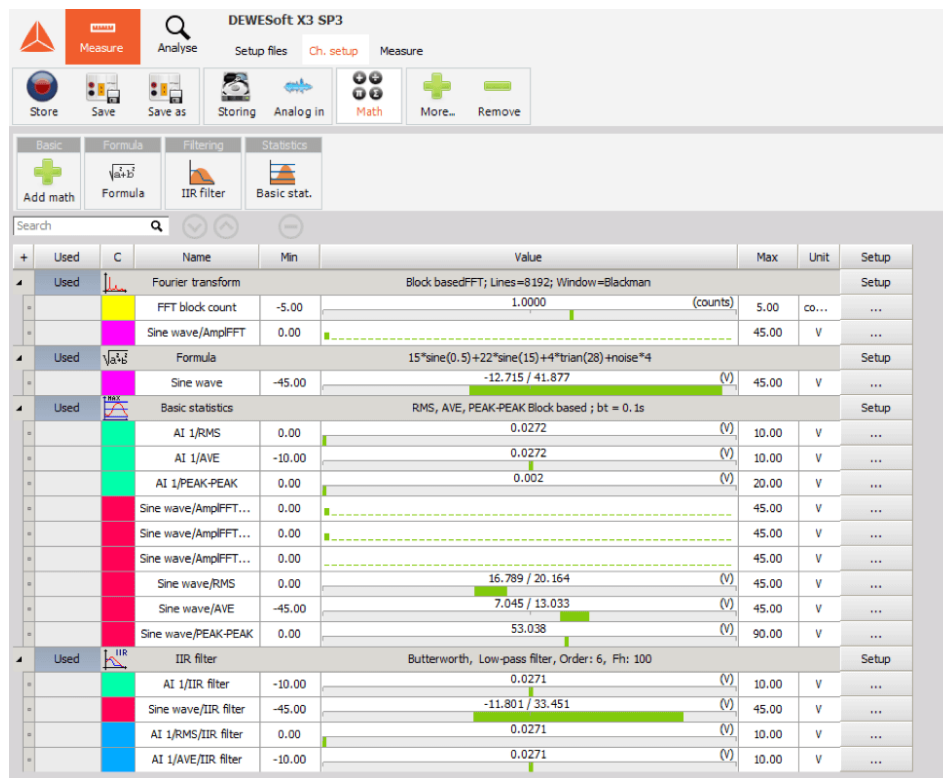 DEWESoft X3 SP3
Measure Analyse Setup files Ch. setup Measure
Store Save Save as Storing Analog in Math More... Remove
Basic Formula Filtering Statistics
√a²+b²
Add math Formula IIR filter Basic stat.
Search
+ Used C Name Min Value Max Unit Setup
Used Fourier transform Block basedFFT; Lines=8192; Window=Blackman Setup
FFT block count -5.00 1.0000 (counts) 5.00 co... ...
Sine wave/AmplFFT 0.00 45.00 V ...
Used √a²+b² Formula 15*sine(0.5)+22*sine(15)+4*trian(28)+noise*4 Setup
Sine wave -45.00 -12.715 / 41.877 (V) 45.00 V ...
Used MAX Basic statistics RMS, AVE, PEAK-PEAK Block based ; bt = 0.1s Setup
AI 1/RMS 0.00 0.0272 (V) 10.00 V ...
AI 1/AVE -10.00 0.0272 (V) 10.00 V ...
AI 1/PEAK-PEAK 0.00 0.002 (V) 20.00 V ...
Sine wave/AmplFFT... 0.00 45.00 V ...
Sine wave/AmplFFT... 0.00 45.00 V ...
Sine wave/AmplFFT... 0.00 45.00 V ...
Sine wave/RMS 0.00 16.789 / 20.164 (V) 45.00 V ...
Sine wave/AVE -45.00 7.045 / 13.033 (V) 45.00 V ...
Sine wave/PEAK-PEAK 0.00 53.038 (V) 90.00 V ...
Used IIR IIR filter Butterworth, Low-pass filter, Order: 6, Fh: 100 Setup
AI 1/IIR filter -10.00 0.0271 (V) 10.00 V ...
Sine wave/IIR filter -45.00 -11.801 / 33.451 (V) 45.00 V ...
AI 1/RMS/IIR filter 0.00 0.0271 (V) 10.00 V ...
AI 1/AVE/IIR filter -10.00 0.0271 (V) 10.00 V ...